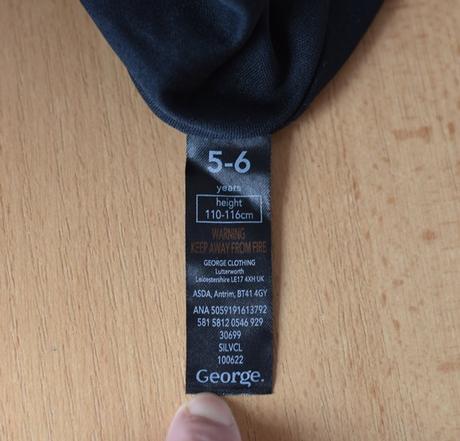 5-6
years
height
110-116cm
WARNING
KEEP AWAY FROM FIRE
GEORGE CLOTHING
Lutterworth
Leicestershire LE17 4XH UK
ASDA, Antrim, BT41 4GY
ANA 5059191613792
581 5812 0546 929
30699
SILVCL
100622
George.